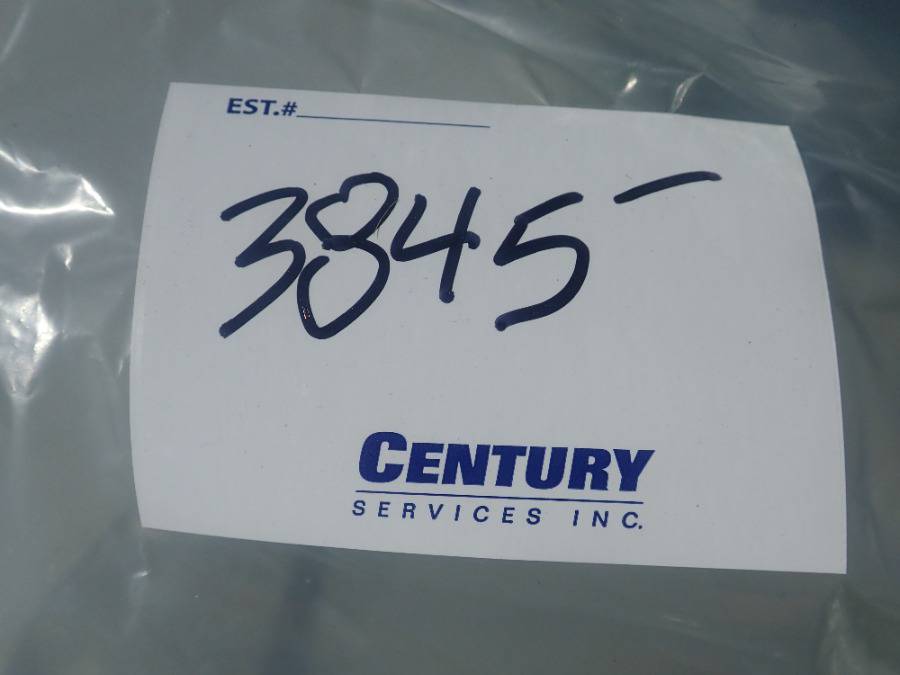 EST.#
3845
CENTURY
SERVICES INC.